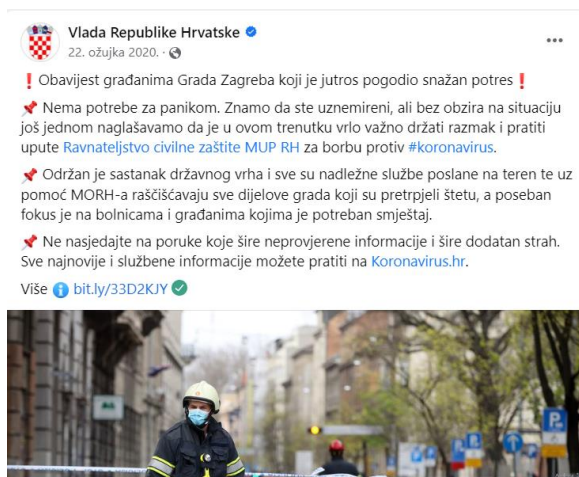 Vlada Republike Hrvatske
22. ožujka 2020. ·
❗ Obavijest građanima Grada Zagreba koji je jutros pogodio snažan potres ❗
📌 Nema potrebe za panikom. Znamo da ste uznemireni, ali bez obzira na situaciju
još jednom naglašavamo da je u ovom trenutku vrlo važno držati razmak i pratiti
upute Ravnateljstvo civilne zaštite MUP RH za borbu protiv #koronavirus.
📌 Održan je sastanak državnog vrha i sve su nadležne službe poslane na teren te uz
pomoć MORH-a raščišćavaju sve dijelove grada koji su pretrpjeli štetu, a poseban
fokus je na bolnicama i građanima kojima je potreban smještaj.
📌 Ne nasjedajte na poruke koje šire neprovjerene informacije i šire dodatan strah.
Sve najnovije i službene informacije možete pratiti na Koronavirus.hr.
Više ℹ️ bit.ly/33D2KJY ✅
P
P